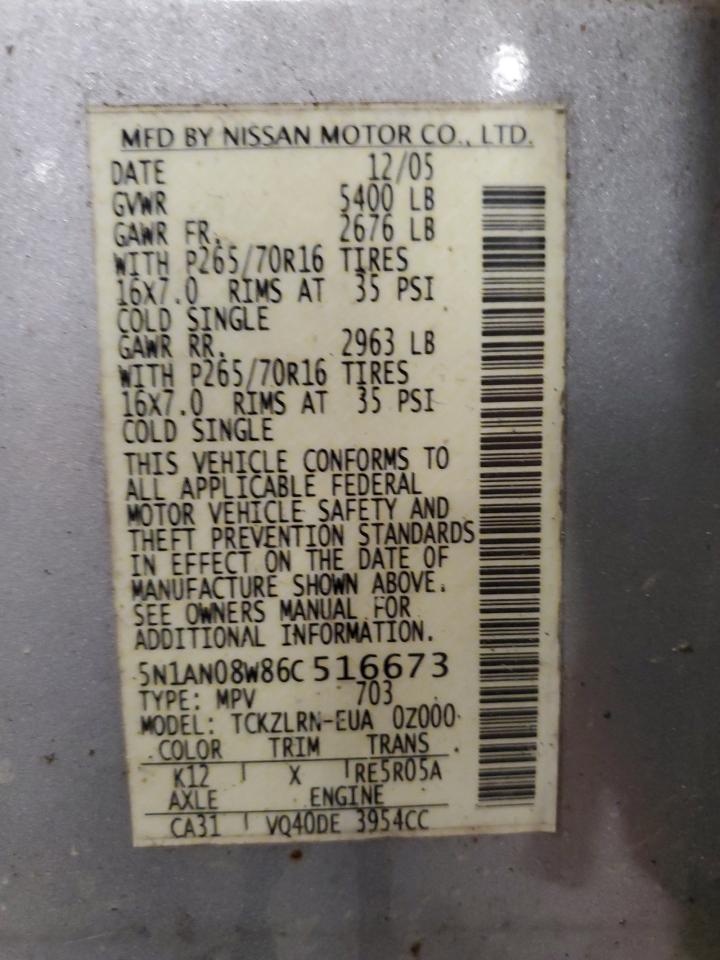 MFD BY NISSAN MOTOR CO., LTD.
DATE 12/05
GVWR 5400 LB
GAWR FR. 2676 LB
WITH P265/70R16 TIRES
16X7.0 RIMS AT 35 PSI
COLD SINGLE
GAWR RR. 2963 LB
WITH P265/70R16 TIRES
16X7.0 RIMS AT 35 PSI
COLD SINGLE
THIS VEHICLE CONFORMS TO
ALL APPLICABLE FEDERAL
MOTOR VEHICLE SAFETY AND
THEFT PREVENTION STANDARDS
IN EFFECT ON THE DATE OF
MANUFACTURE SHOWN ABOVE.
SEE OWNERS MANUAL FOR
ADDITIONAL INFORMATION.
5N1AN08W86C516673
TYPE: MPV 703
MODEL: TCKZLRN-EUA 0Z000
COLOR TRIM TRANS
K12 X RE5R05A
AXLE ENGINE
CA31 VQ40DE 3954CC